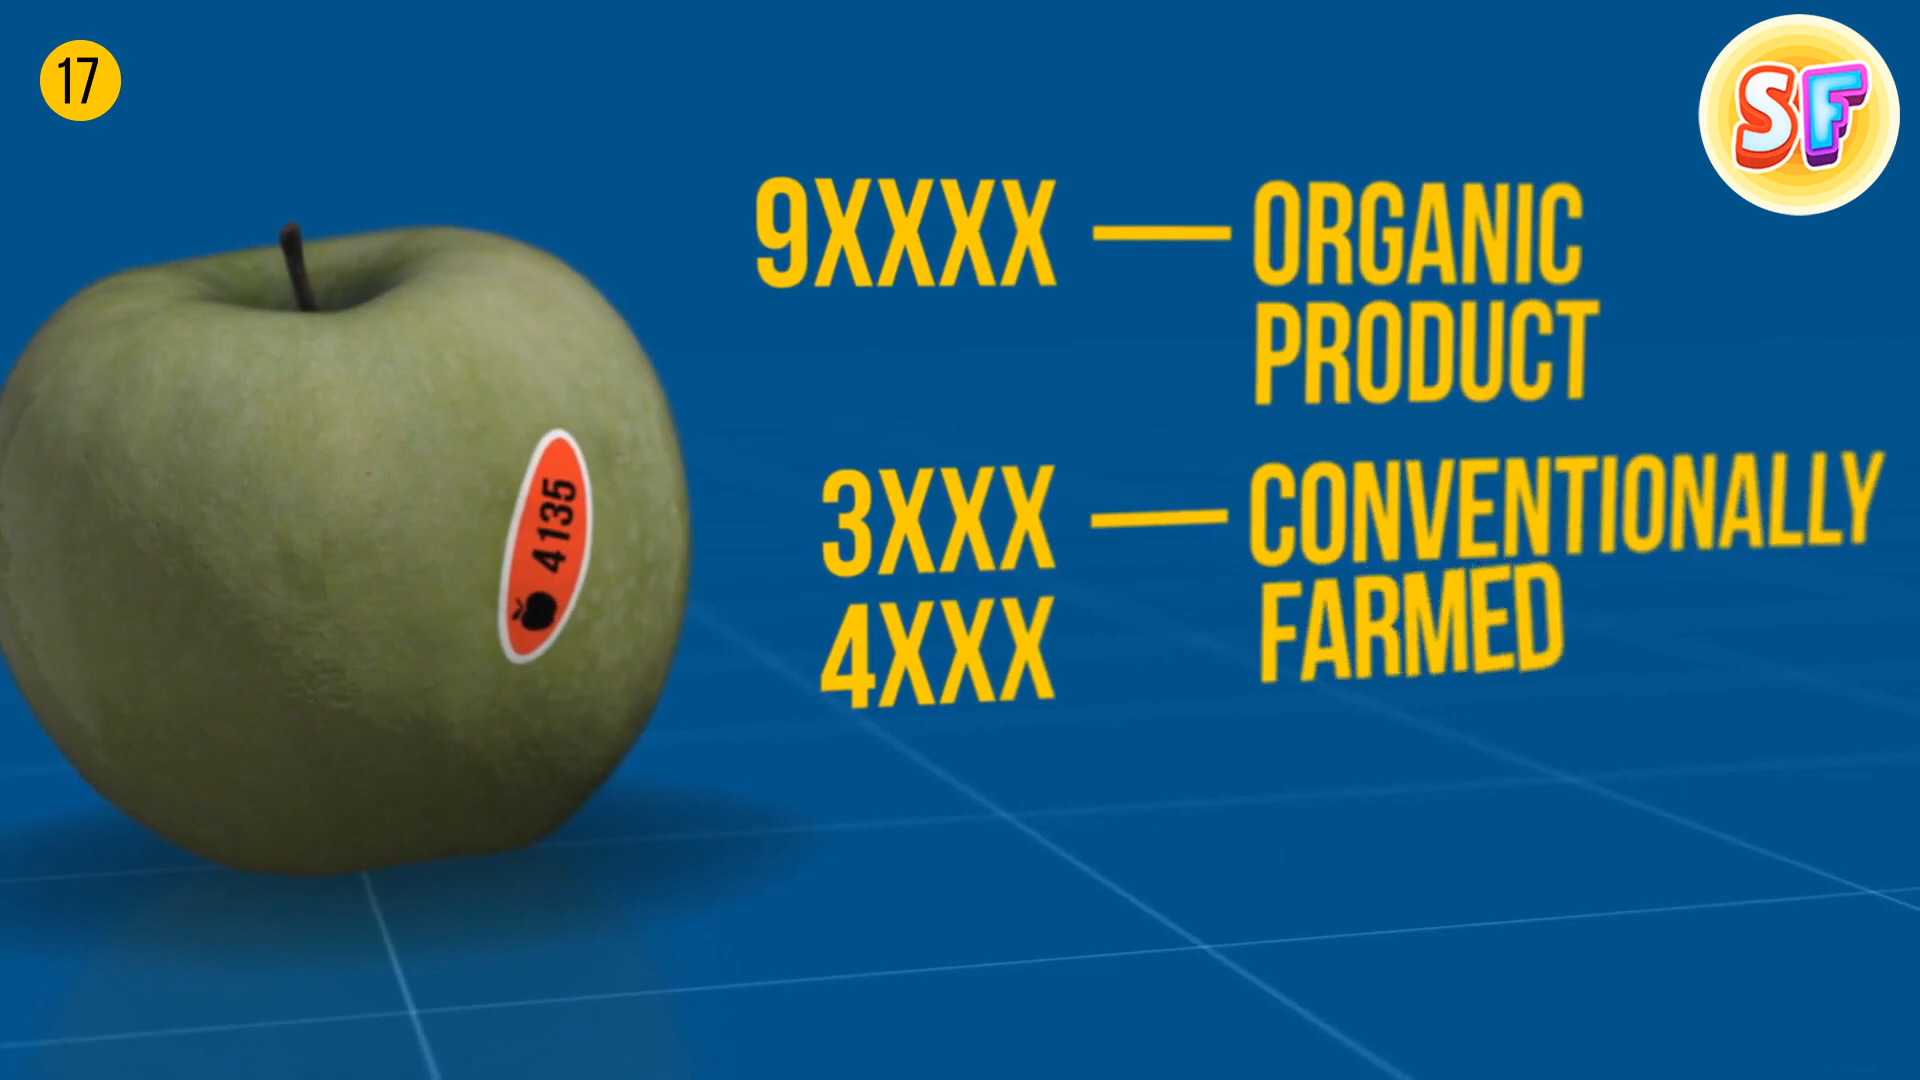 17
SF
9XXXX — ORGANIC
PRODUCT
3XXX — CONVENTIONALLY
4XXX FARMED
4135